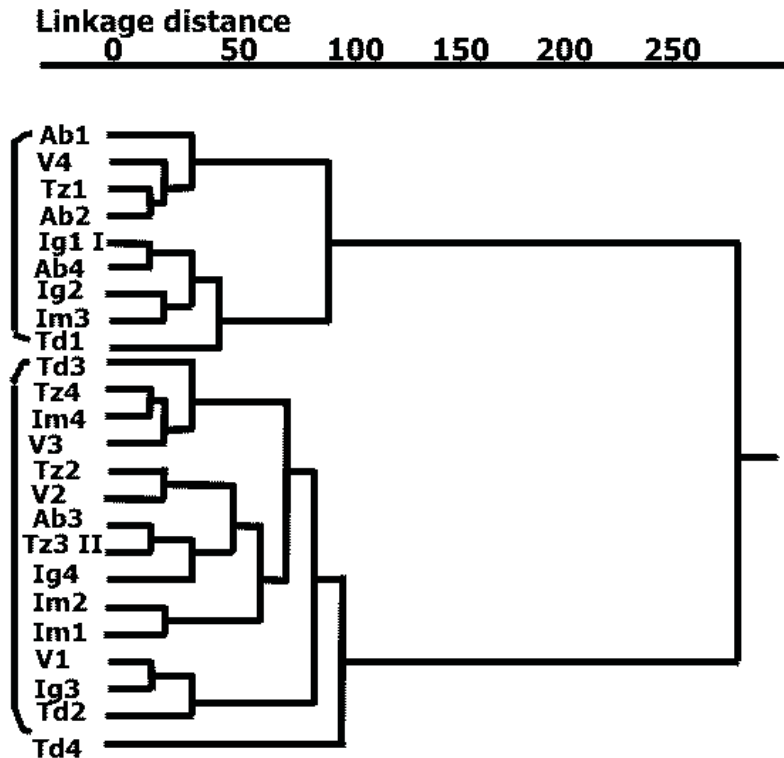 Linkage distance
0 50 100 150 200 250
Ab1
V4
Tz1
Ab2
Ig1 I
Ab4
Ig2
Im3
Td1
Td3
Tz4
Im4
V3
Tz2
V2
Ab3
Tz3 II
Ig4
Im2
Im1
V1
Ig3
Td2
Td4